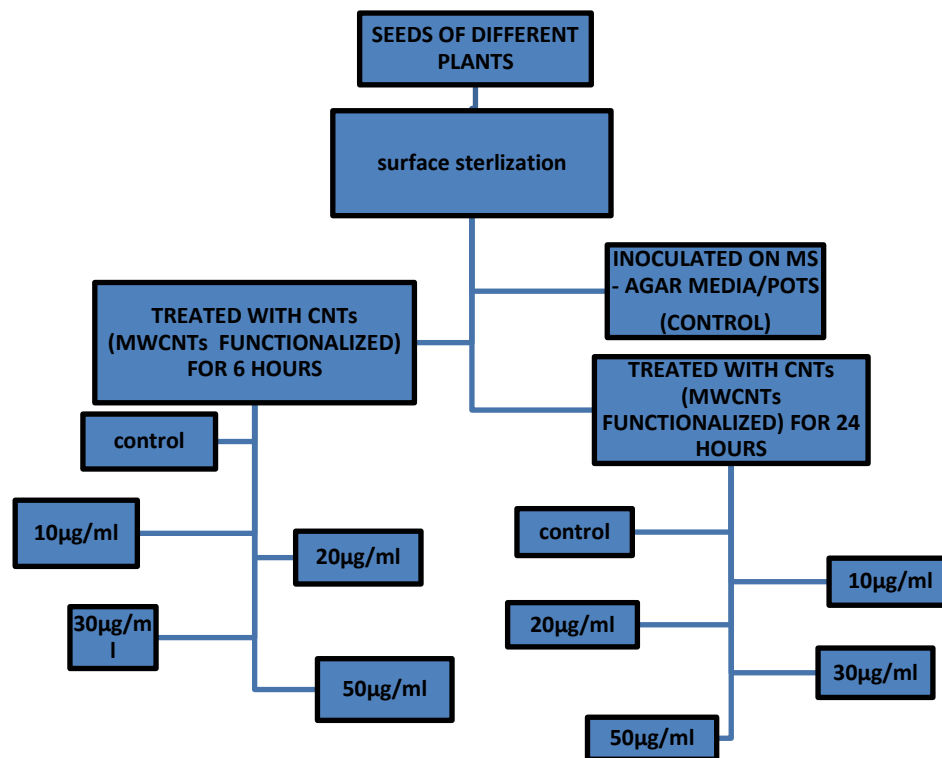 SEEDS OF DIFFERENT
PLANTS
surface sterlization
INOCULATED ON MS
- AGAR MEDIA/POTS
(CONTROL)
TREATED WITH CNTs
(MWCNTs FUNCTIONALIZED)
FOR 6 HOURS
TREATED WITH CNTs
(MWCNTs
FUNCTIONALIZED) FOR 24
HOURS
control
10µg/ml
20µg/ml
30µg/m
l
50µg/ml
control
10µg/ml
20µg/ml
30µg/ml
50µg/ml